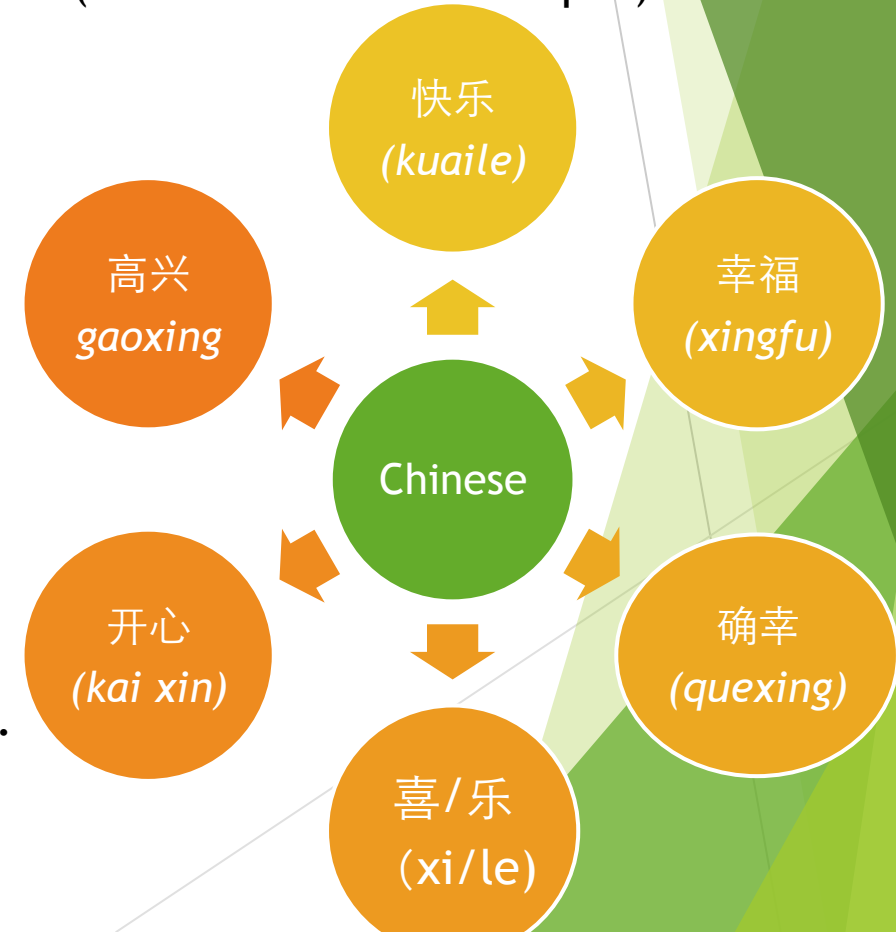 快乐
(kuaile)
高兴
gaoxing
幸福
(xingfu)
Chinese
开心
(kai xin)
确幸
(quexing)
喜/乐
（xi/le)